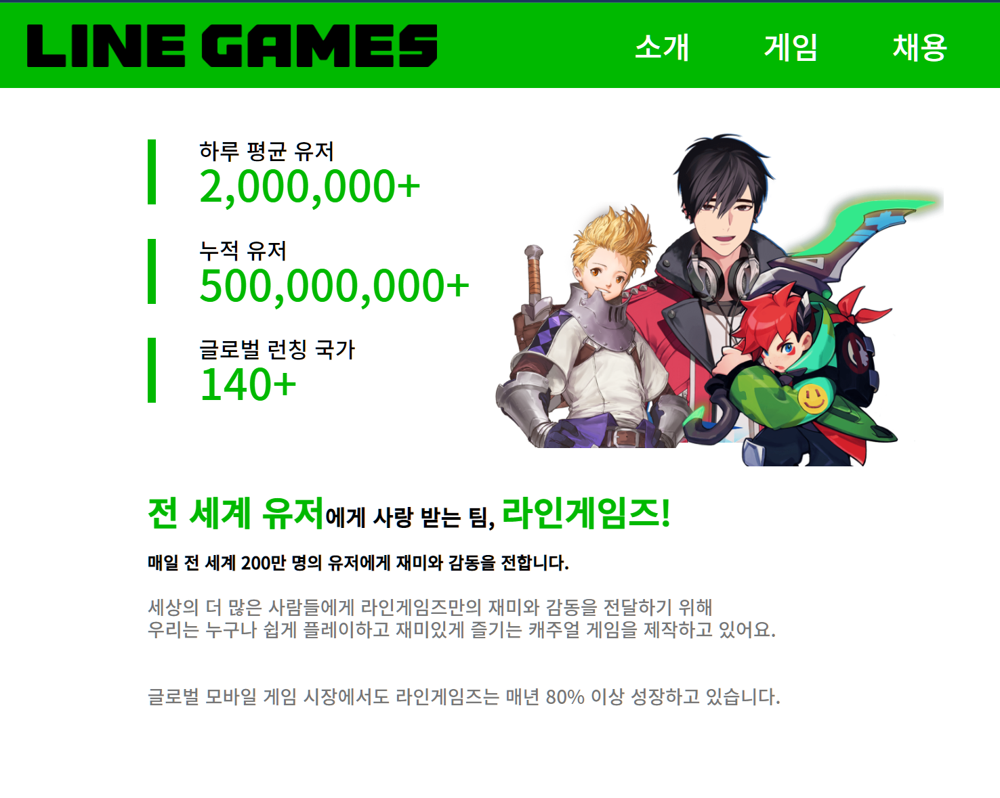 LINE GAMES
소개 게임 채용
하루 평균 유저
2,000,000+
누적 유저
500,000,000+
글로벌 런칭 국가
140+
전 세계 유저에게 사랑 받는 팀, 라인게임즈!
매일 전 세계 200만 명의 유저에게 재미와 감동을 전합니다.
세상의 더 많은 사람들에게 라인게임즈만의 재미와 감동을 전달하기 위해
우리는 누구나 쉽게 플레이하고 재미있게 즐기는 캐주얼 게임을 제작하고 있어요.
글로벌 모바일 게임 시장에서도 라인게임즈는 매년 80% 이상 성장하고 있습니다.